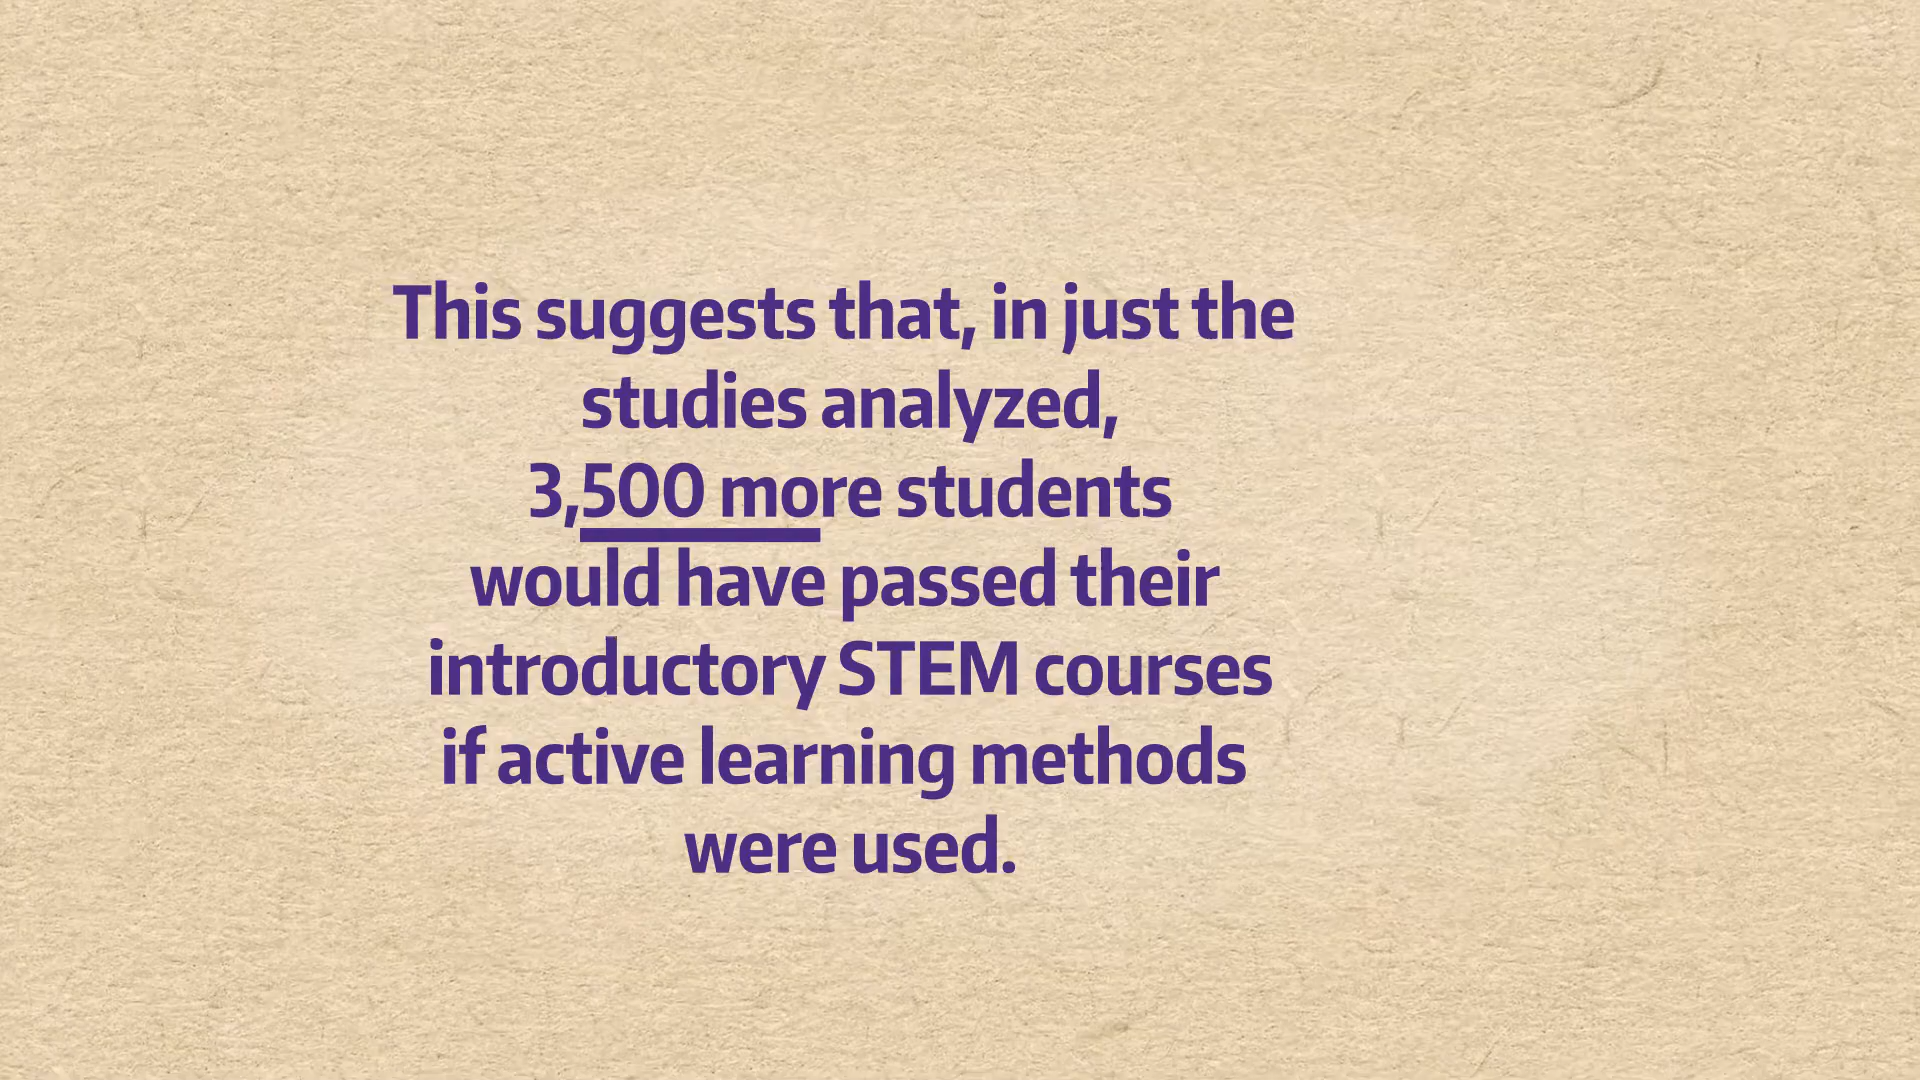 This suggests that, in just the
studies analyzed,
3,500 more students
would have passed their
introductory STEM courses
if active learning methods
were used.